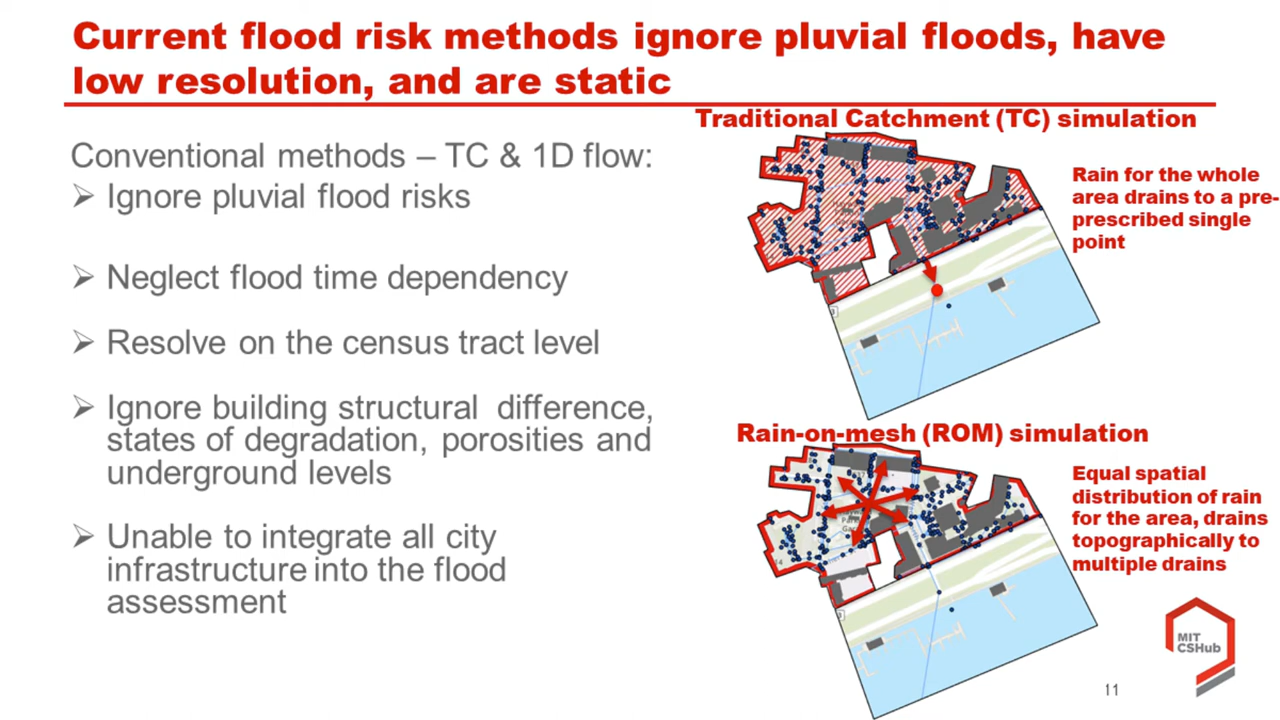 Current flood risk methods ignore pluvial floods, have
low resolution, and are static
Conventional methods – TC & 1D flow:
➢ Ignore pluvial flood risks
➢ Neglect flood time dependency
➢ Resolve on the census tract level
➢ Ignore building structural difference,
states of degradation, porosities and
underground levels
➢ Unable to integrate all city
infrastructure into the flood
assessment
Traditional Catchment (TC) simulation
Rain for the whole
area drains to a pre-
prescribed single
point
Rain-on-mesh (ROM) simulation
Equal spatial
distribution of rain
for the area, drains
topographically to
multiple drains
MIT
CSHub
11